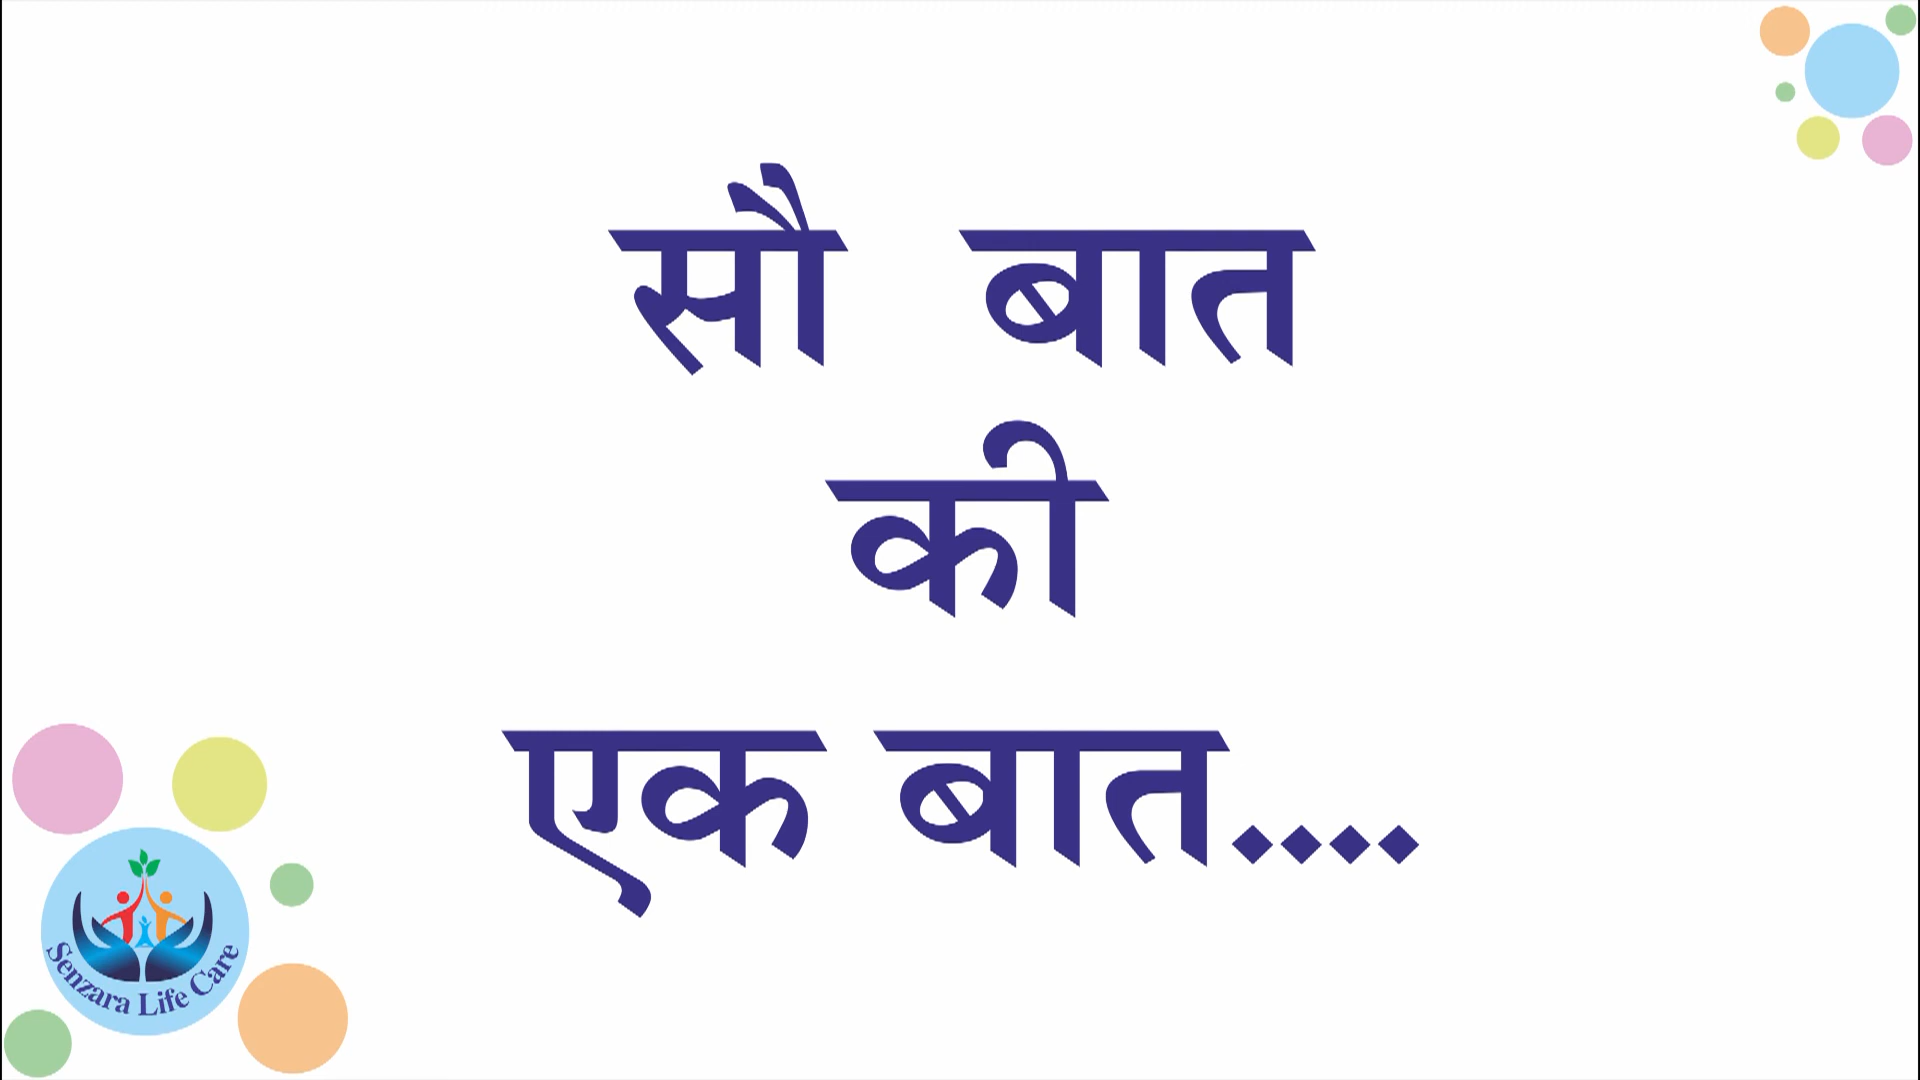 सौ बात
की
एक बात....
Senzara Life Care